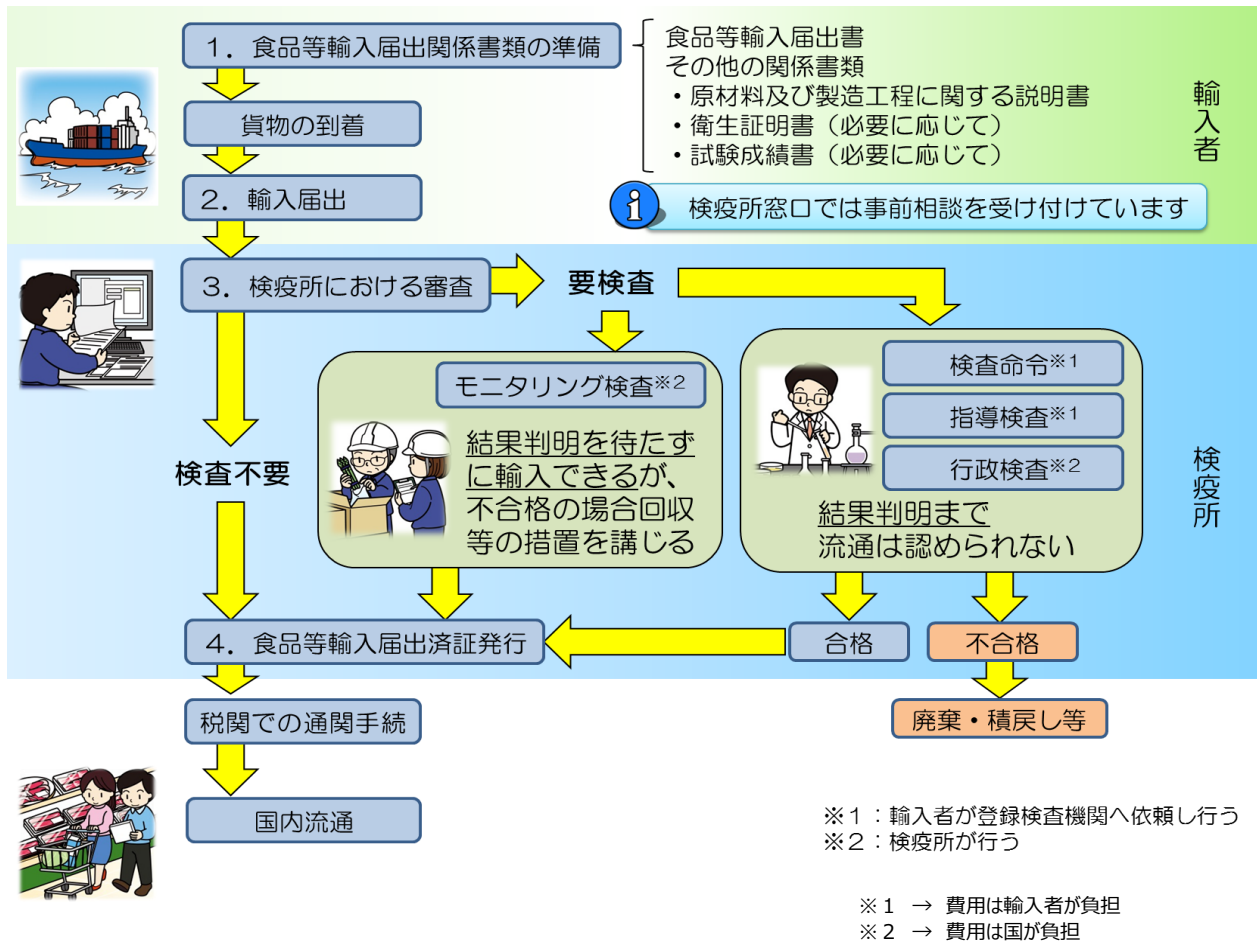 1．食品等輸入届出関係書類の準備
食品等輸入届出書
その他の関係書類
・原材料及び製造工程に関する説明書
・衛生証明書（必要に応じて）
・試験成績書（必要に応じて）
輸入者
貨物の到着
2．輸入届出
i
検疫所窓口では事前相談を受け付けています
3．検疫所における審査
要検査
モニタリング検査※2
結果判明を待たず
に輸入できるが、
不合格の場合回収
等の措置を講じる
検査命令※1
指導検査※1
行政検査※2
結果判明まで
流通は認められない
検疫所
検査不要
4．食品等輸入届出済証発行
合格
不合格
税関での通関手続
廃棄・積戻し等
国内流通
※1：輸入者が登録検査機関へ依頼し行う
※2：検疫所が行う
※1 → 費用は輸入者が負担
※2 → 費用は国が負担